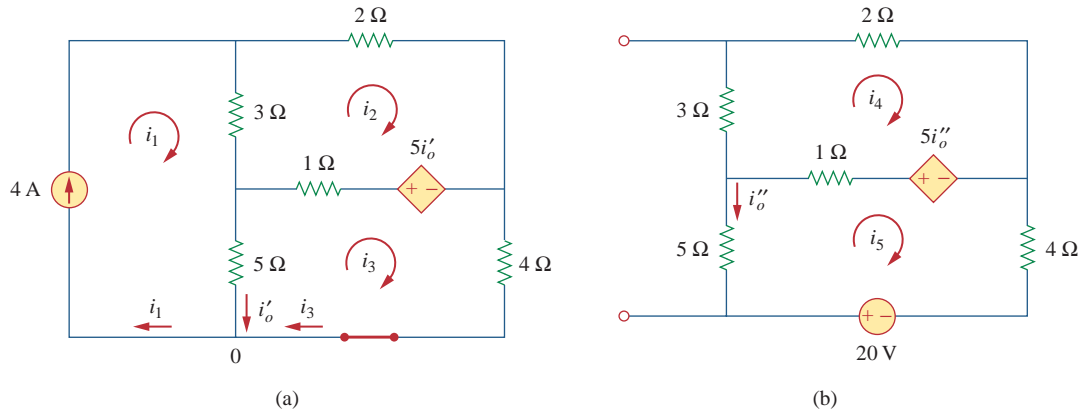 2 Ω
3 Ω
i₂
i₁
1 Ω
5i′ₒ
+ −
4 A
5 Ω
i₃
4 Ω
i₁
i′ₒ
i₃
0
(a)
2 Ω
3 Ω
i₄
1 Ω
5i″ₒ
+ −
i″ₒ
5 Ω
i₅
4 Ω
+ −
20 V
(b)